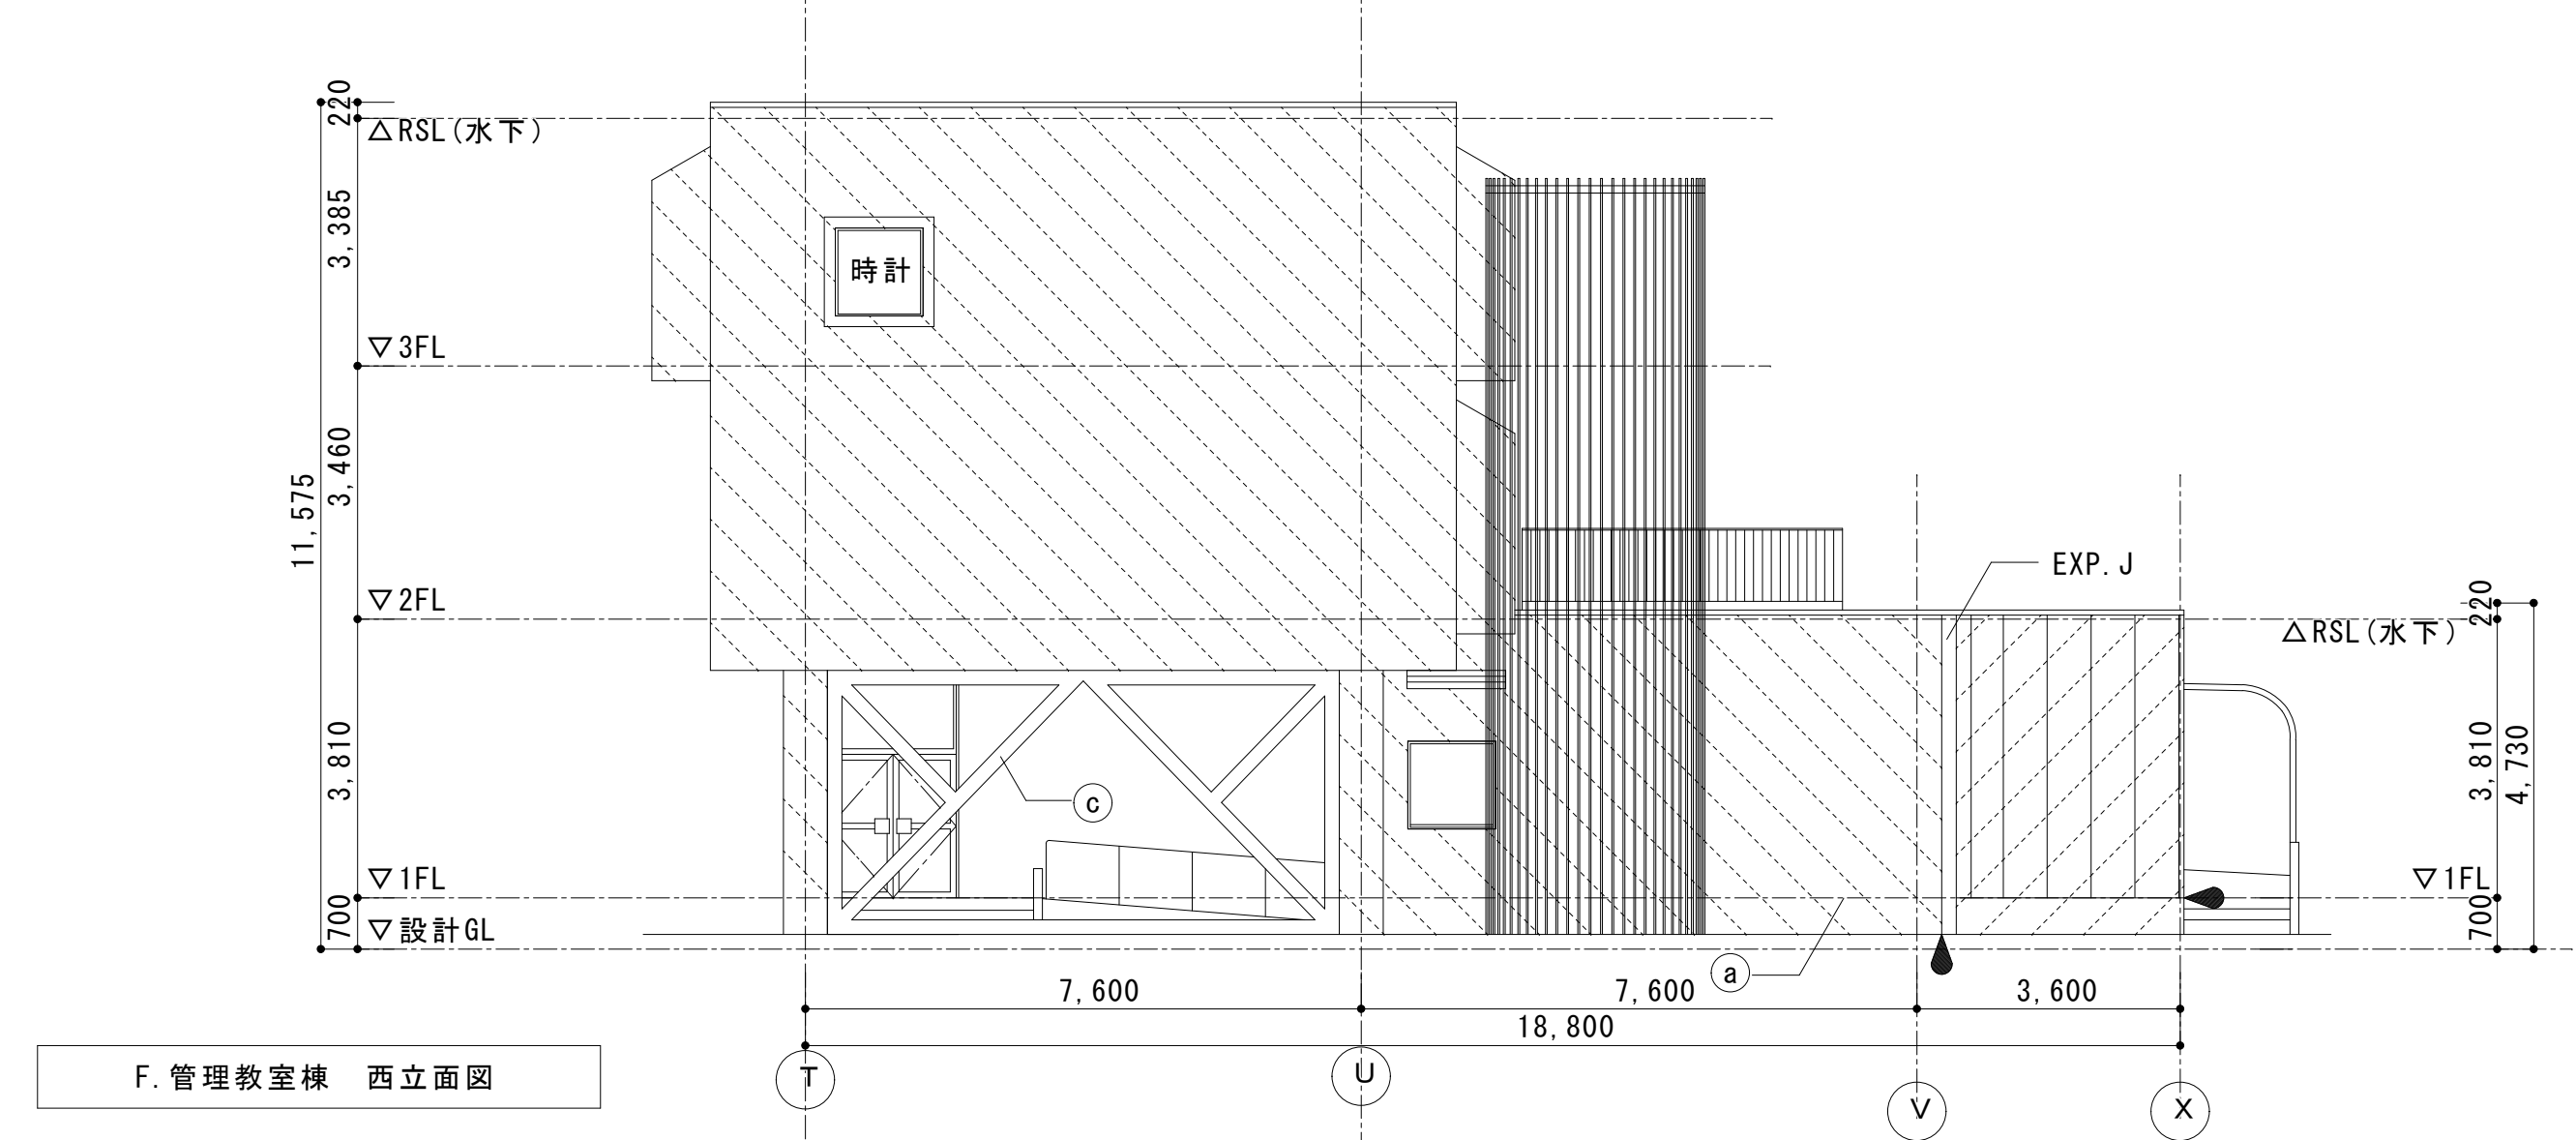 220
△RSL(水下)
3,385
時計
▽3FL
3,460
11,575
EXP.J
▽2FL
220
△RSL(水下)
3,810
c
3,810
4,730
▽1FL
▽1FL
700
▽設計GL
700
a
7,600
7,600
3,600
18,800
F.管理教室棟　西立面図
T
U
V
X